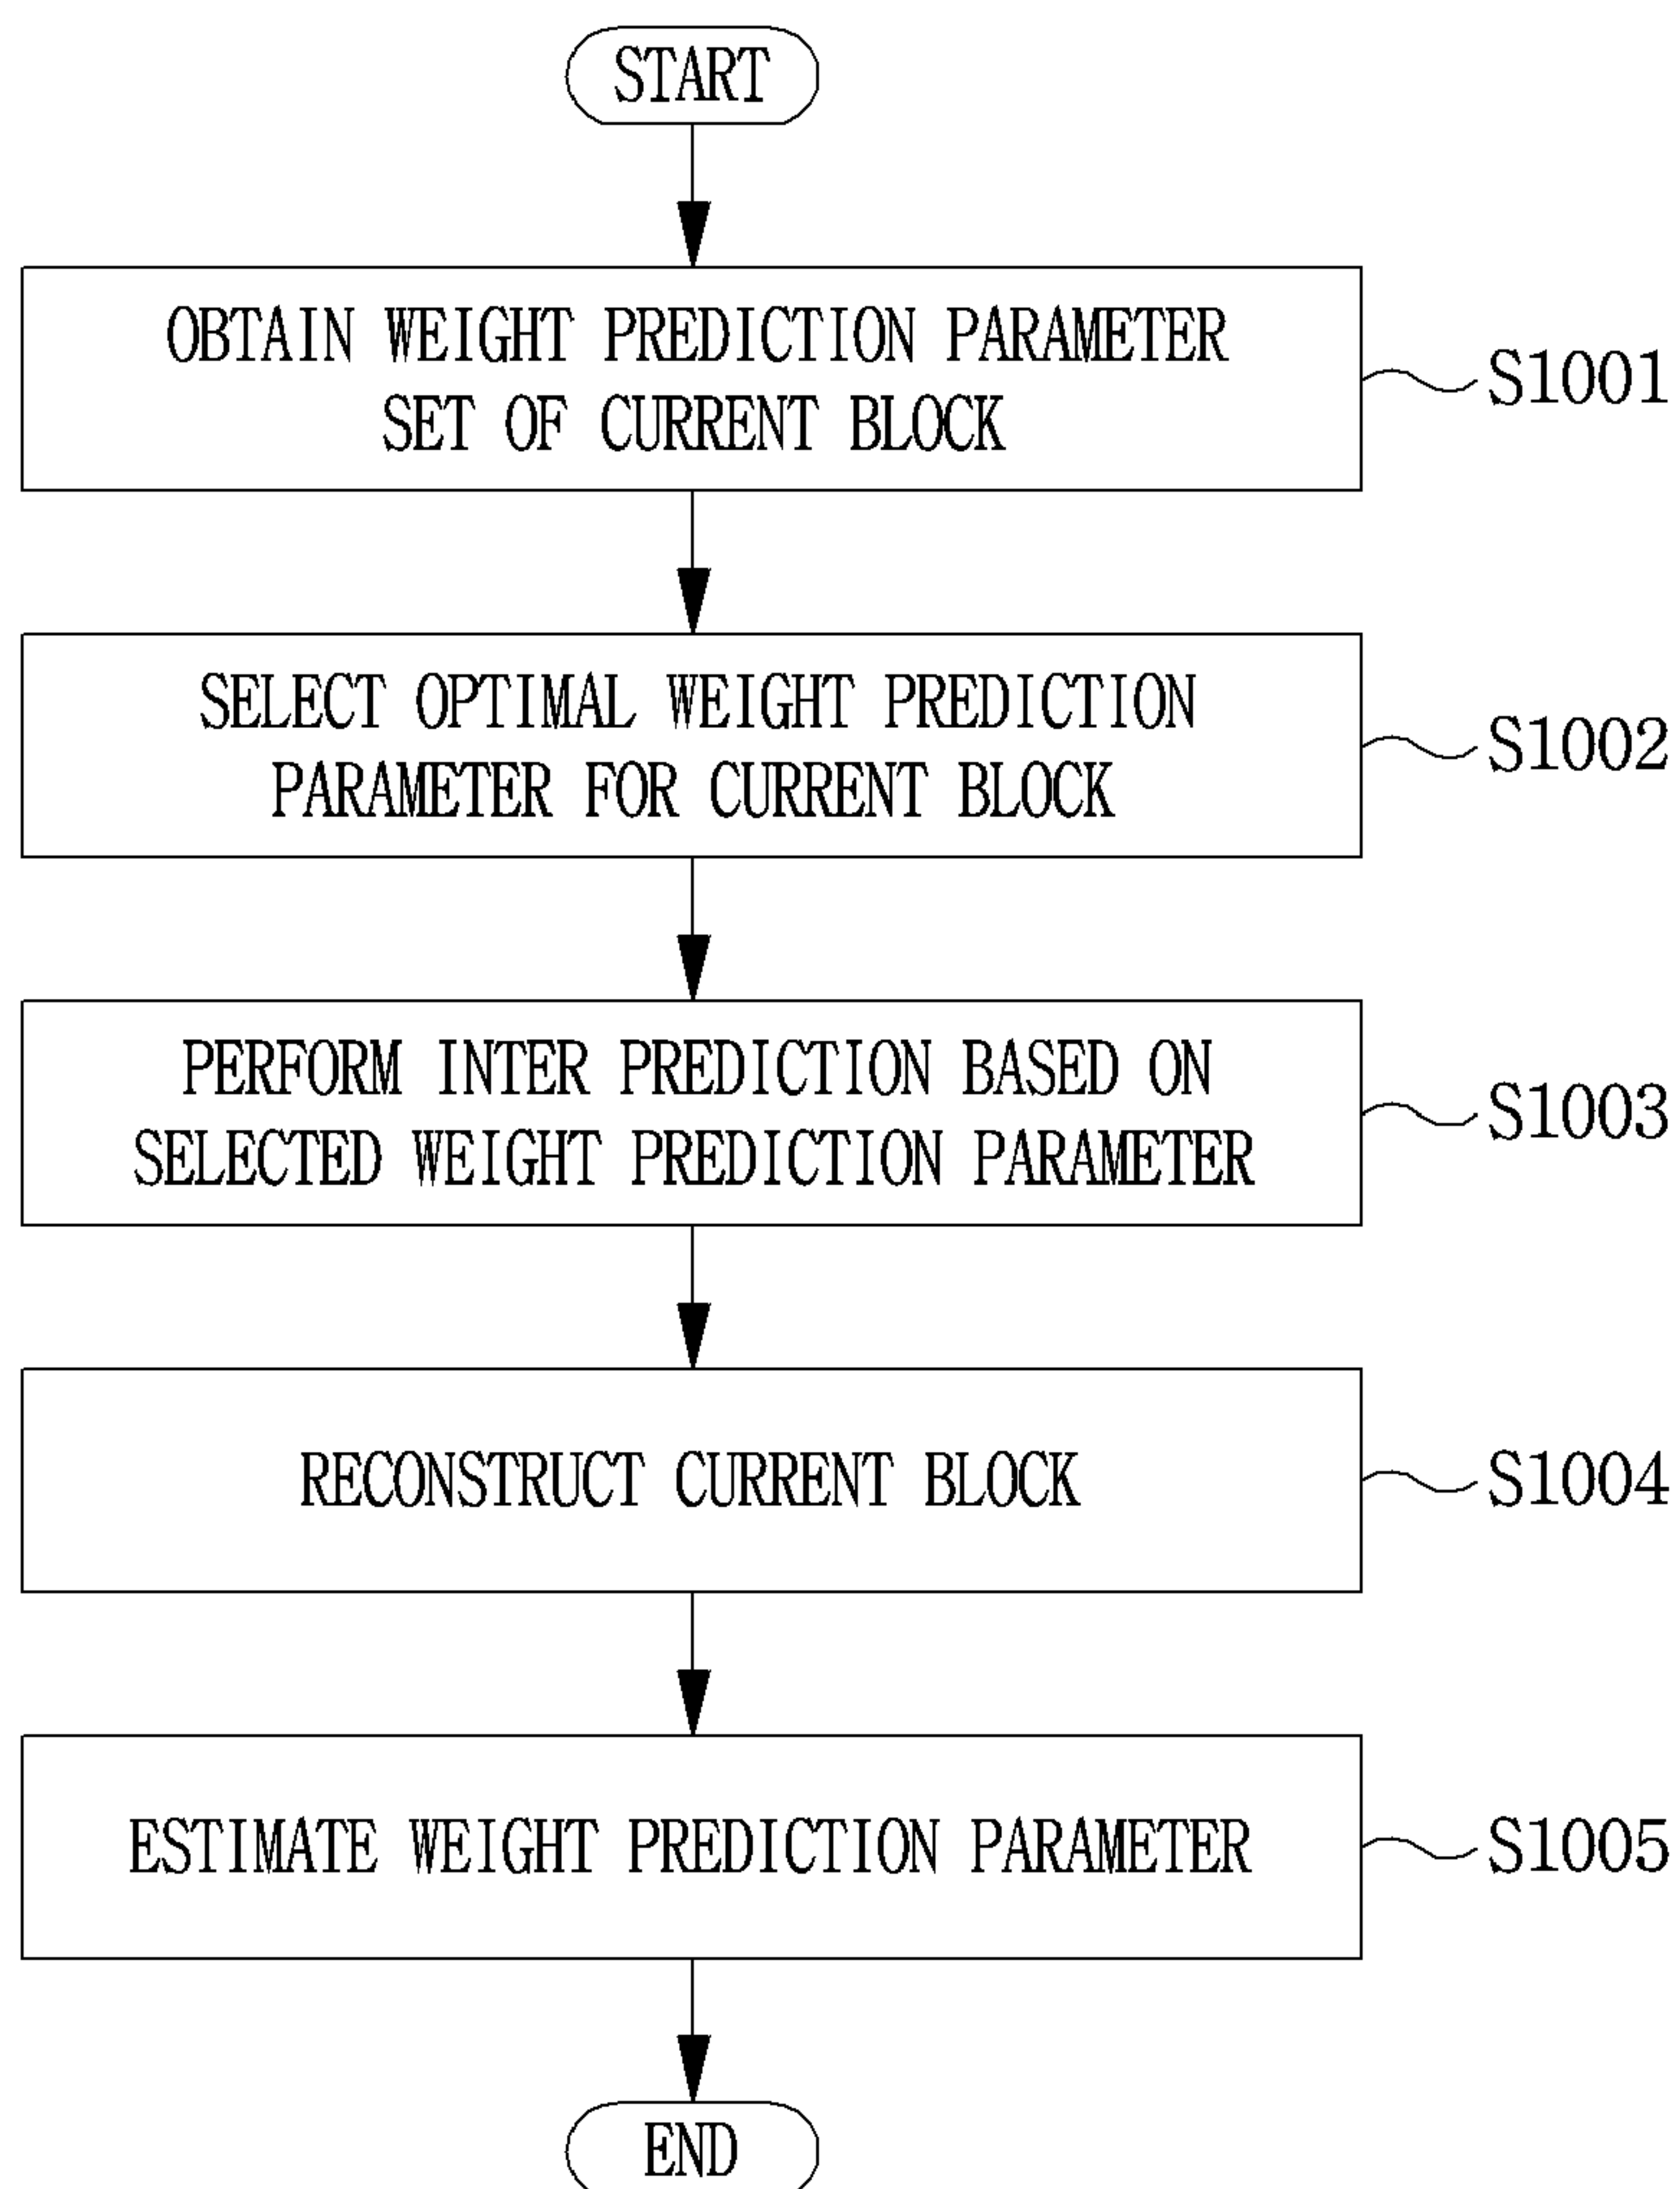 START
OBTAIN WEIGHT PREDICTION PARAMETER
SET OF CURRENT BLOCK
S1001
SELECT OPTIMAL WEIGHT PREDICTION
PARAMETER FOR CURRENT BLOCK
S1002
PERFORM INTER PREDICTION BASED ON
SELECTED WEIGHT PREDICTION PARAMETER
S1003
RECONSTRUCT CURRENT BLOCK
S1004
ESTIMATE WEIGHT PREDICTION PARAMETER
S1005
END